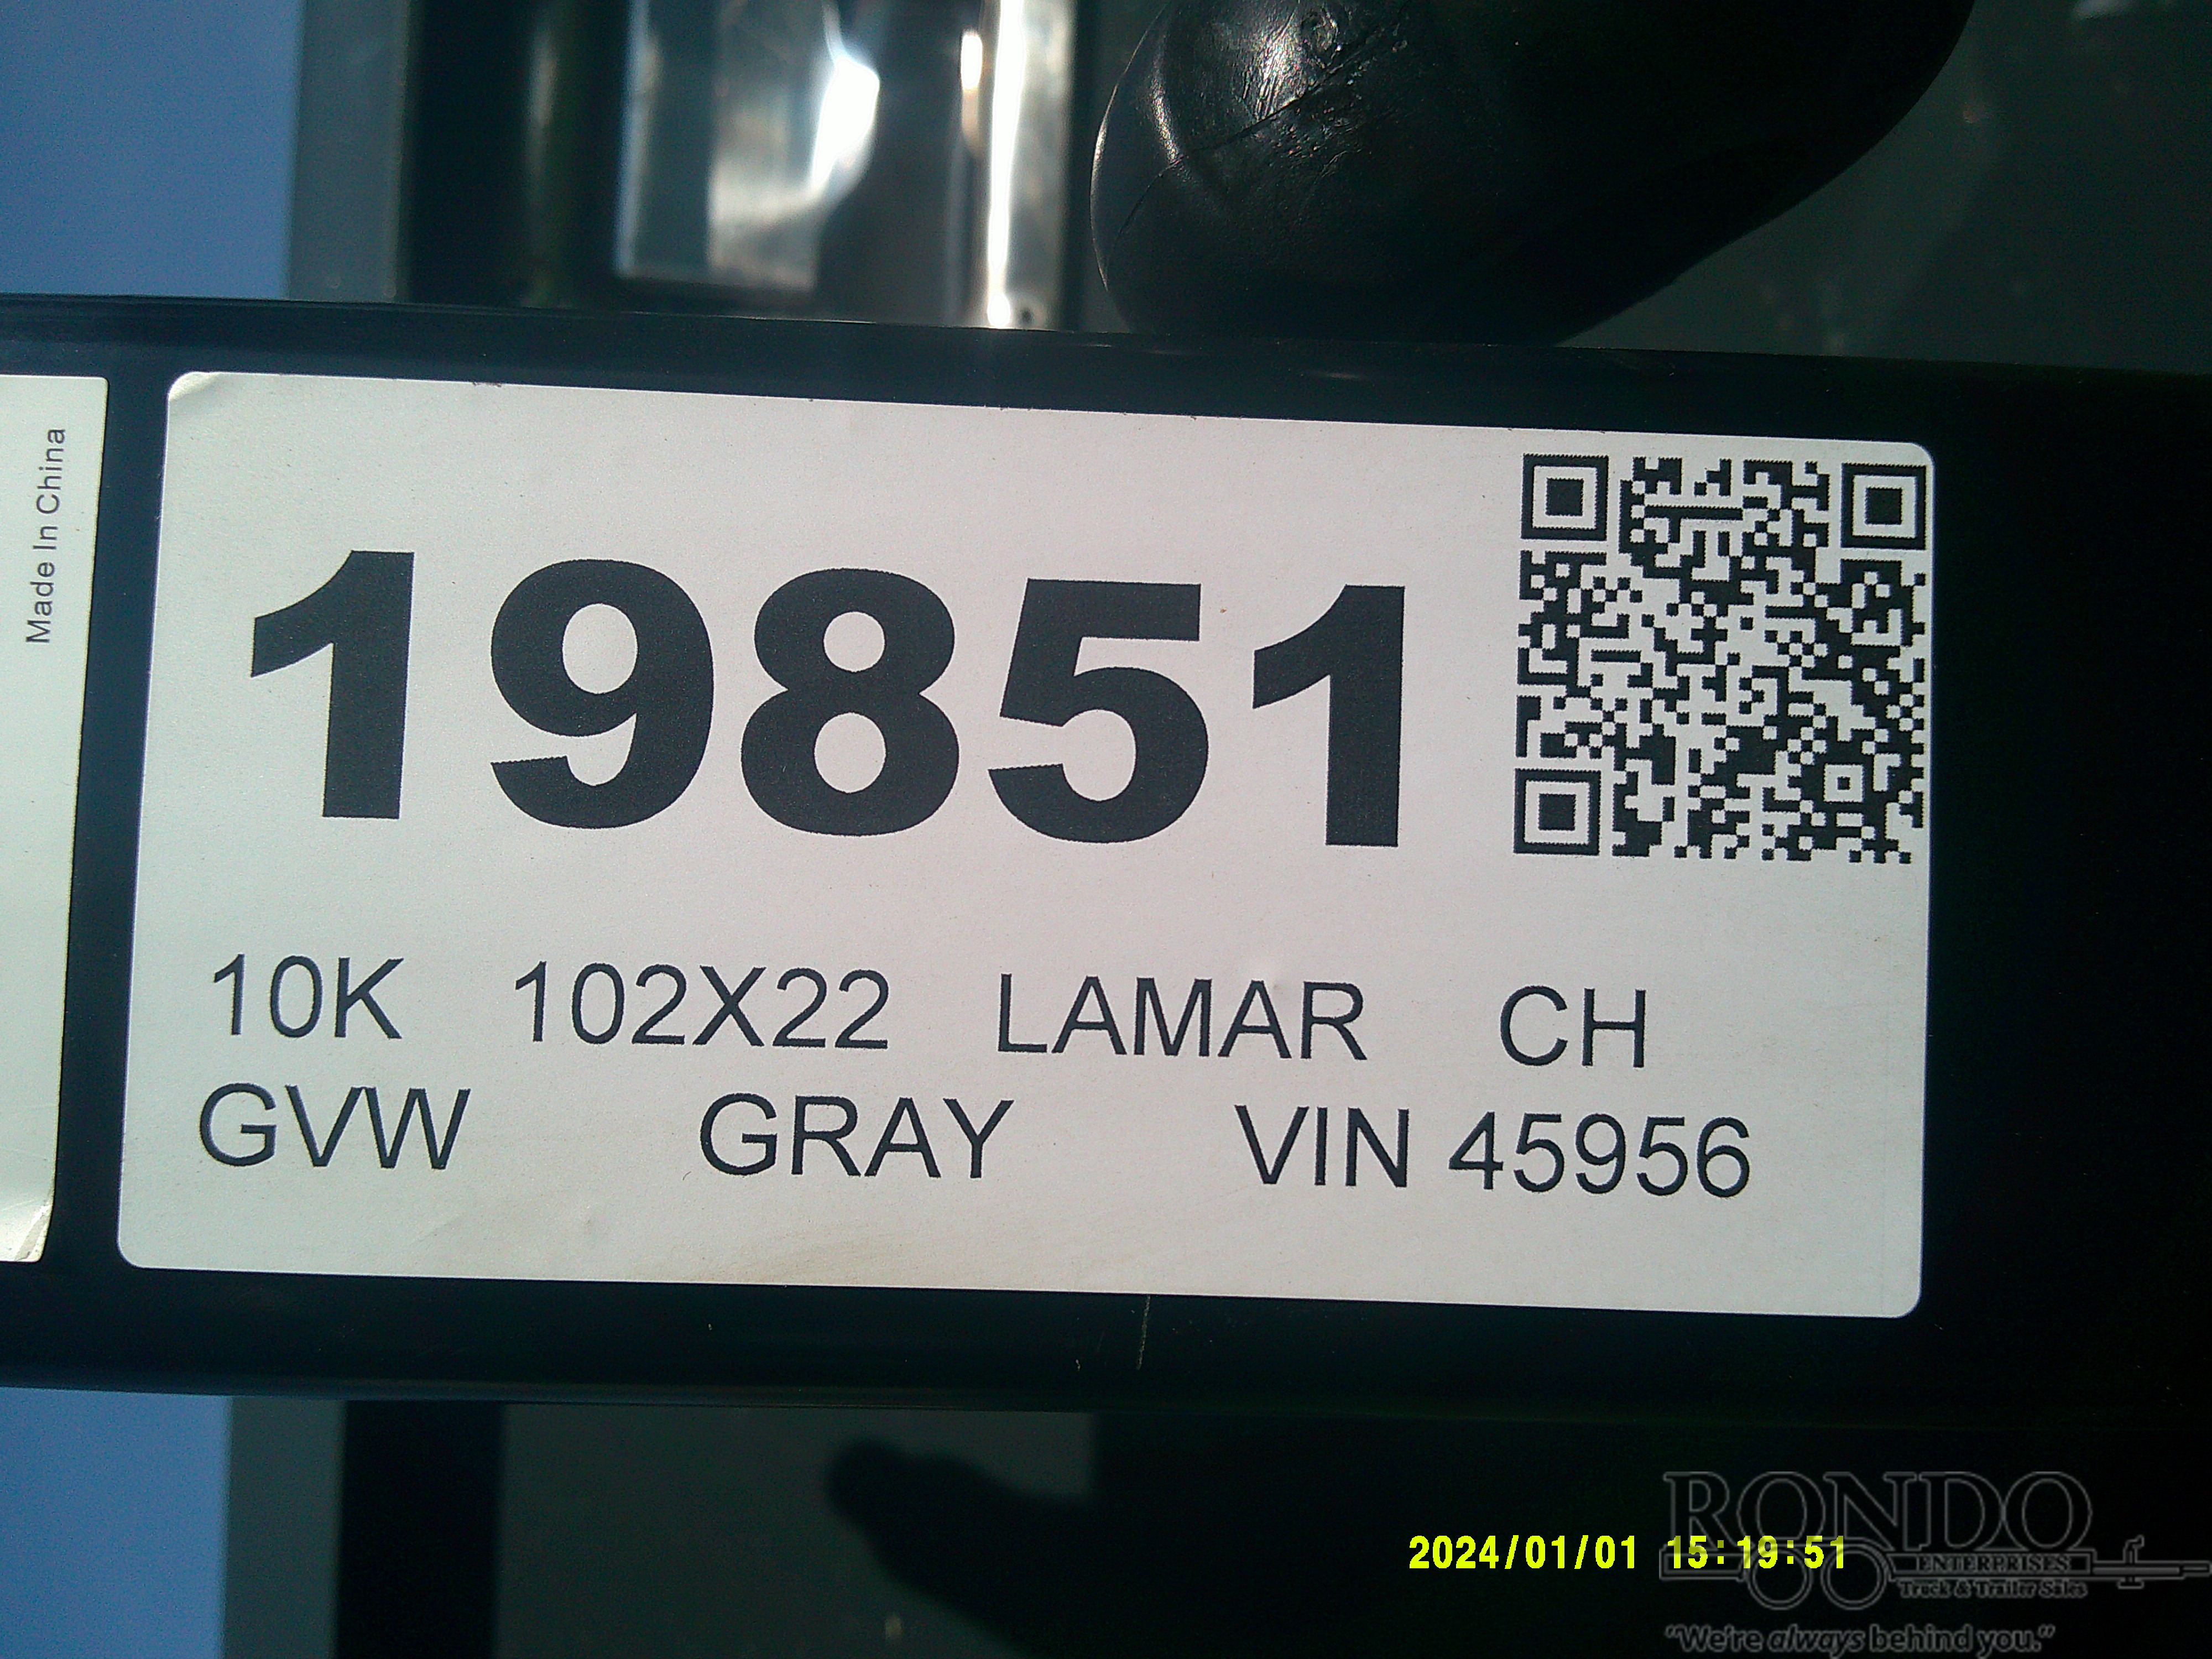 Made In China
19851
10K 102X22 LAMAR CH
GVW GRAY VIN 45956
2024/01/01 15:19:51
RONDO
ENTERPRISES
Truck & Trailer Sales
"We're always behind you."